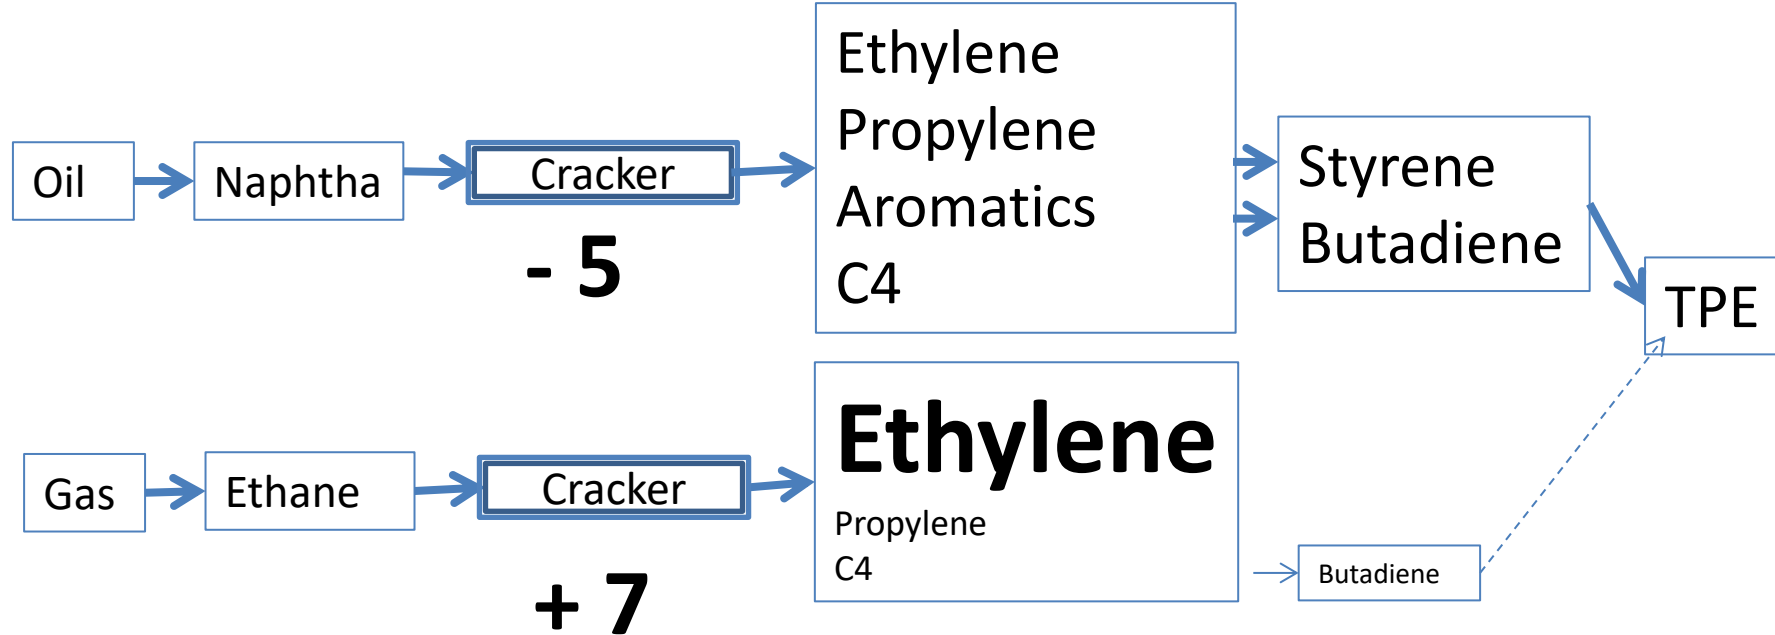 Oil
Naphtha
Cracker
- 5
Ethylene
Propylene
Aromatics
C4
Styrene
Butadiene
TPE
Gas
Ethane
Cracker
+ 7
Ethylene
Propylene
C4
Butadiene